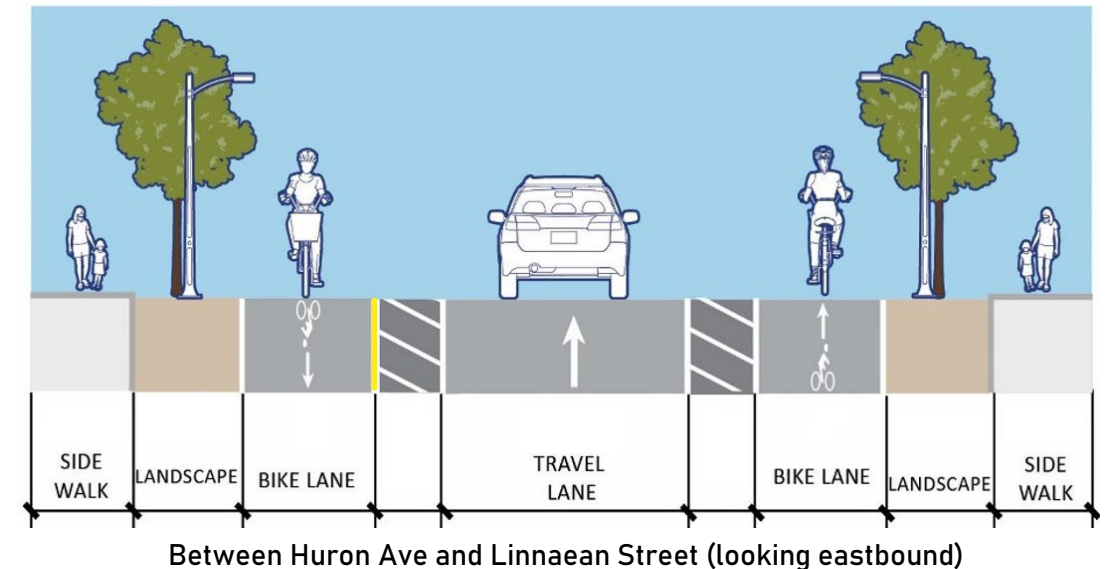 SIDE
WALK
LANDSCAPE
BIKE LANE
TRAVEL
LANE
BIKE LANE
LANDSCAPE
SIDE
WALK
Between Huron Ave and Linnaean Street (looking eastbound)